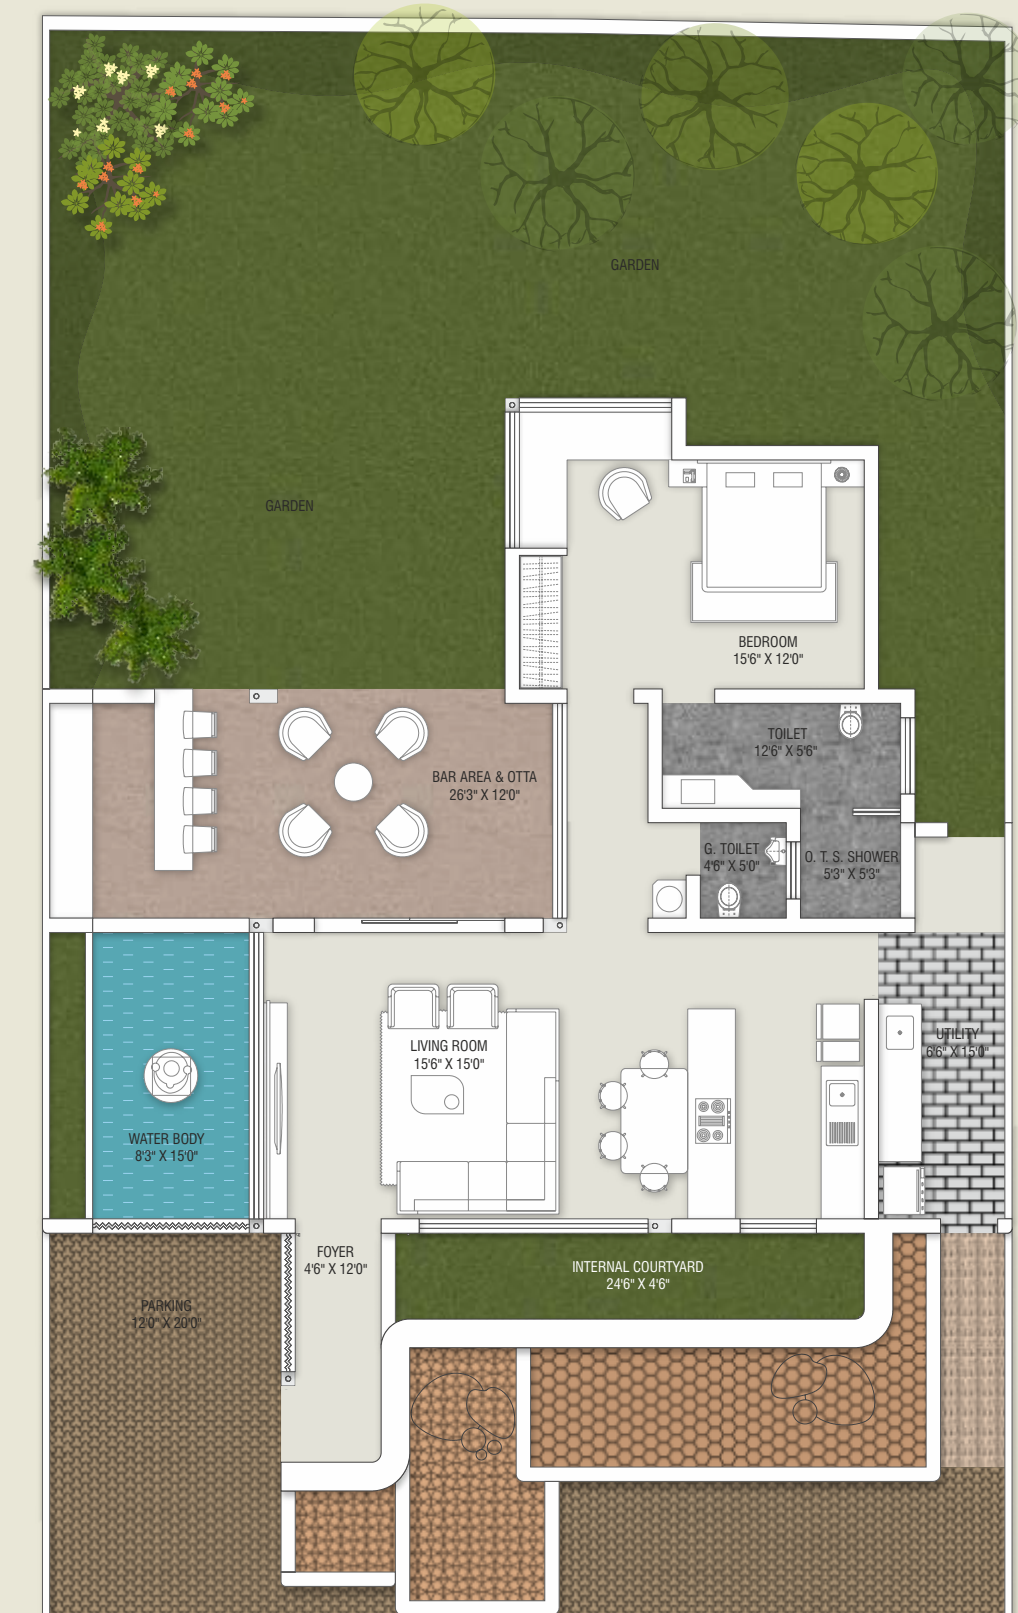 GARDEN
GARDEN
BEDROOM
15'6" X 12'0"
TOILET
12'6" X 5'6"
BAR AREA & OTTA
26'3" X 12'0"
G. TOILET
4'6" X 5'0"
O. T. S. SHOWER
5'3" X 5'3"
UTILITY
6'6" X 15'0"
LIVING ROOM
15'6" X 15'0"
WATER BODY
8'3" X 15'0"
FOYER
4'6" X 12'0"
INTERNAL COURTYARD
24'6" X 4'6"
PARKING
12'0" X 20'0"